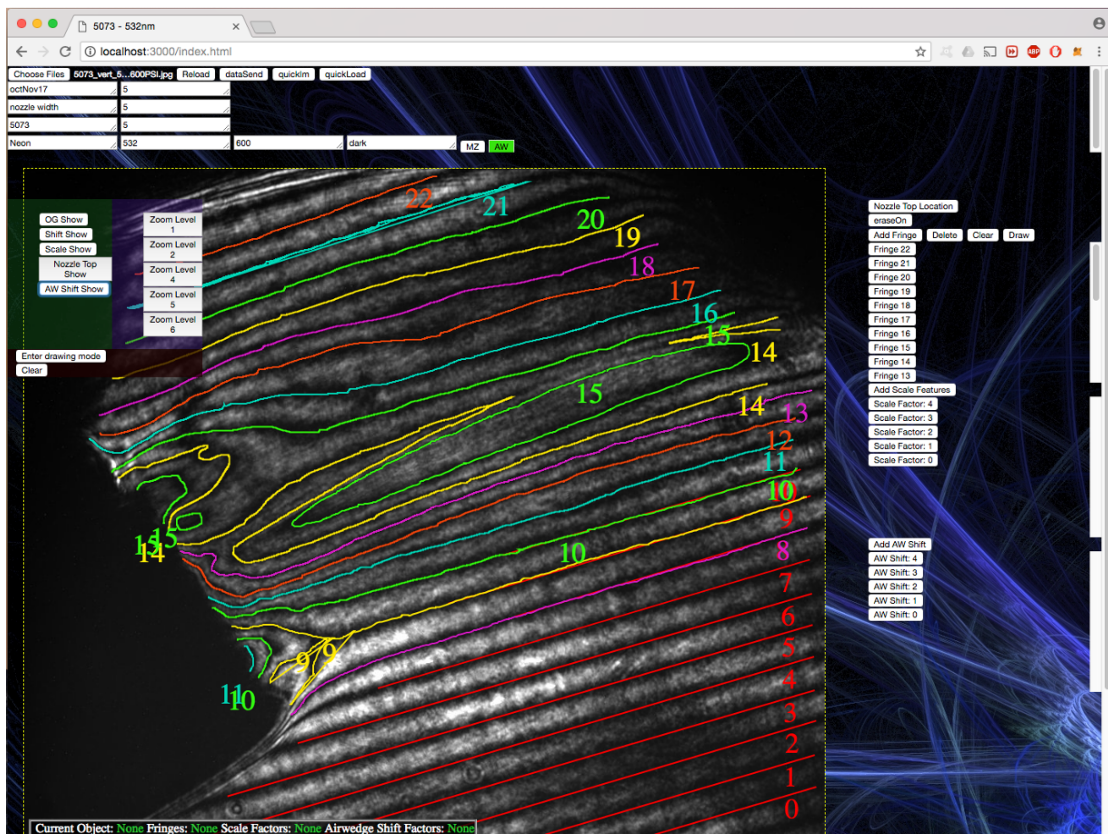 5073 - 532nm
localhost:3000/index.html
ABP
Choose Files 5073_vert_5...600PSI.jpg Reload dataSend quickIm quickLoad
octNov17 5
nozzle width 5
5073 5
Neon 532 600 dark MZ AW
OG Show
Shift Show
Scale Show
Nozzle Top
Show
AW Shift Show
Zoom Level
1
Zoom Level
2
Zoom Level
4
Zoom Level
5
Zoom Level
6
Enter drawing mode
Clear
22
21
20
19
18
17
16
15
14
15
14
13
12
11
10
9
10
8
7
6
5
4
3
2
1
0
15
15
14
9
9
11
10
Nozzle Top Location
eraseOn
Add Fringe Delete Clear Draw
Fringe 22
Fringe 21
Fringe 20
Fringe 19
Fringe 18
Fringe 17
Fringe 16
Fringe 15
Fringe 14
Fringe 13
Add Scale Features
Scale Factor: 4
Scale Factor: 3
Scale Factor: 2
Scale Factor: 1
Scale Factor: 0
Add AW Shift
AW Shift: 4
AW Shift: 3
AW Shift: 2
AW Shift: 1
AW Shift: 0
Current Object: None Fringes: None Scale Factors: None Airwedge Shift Factors: None